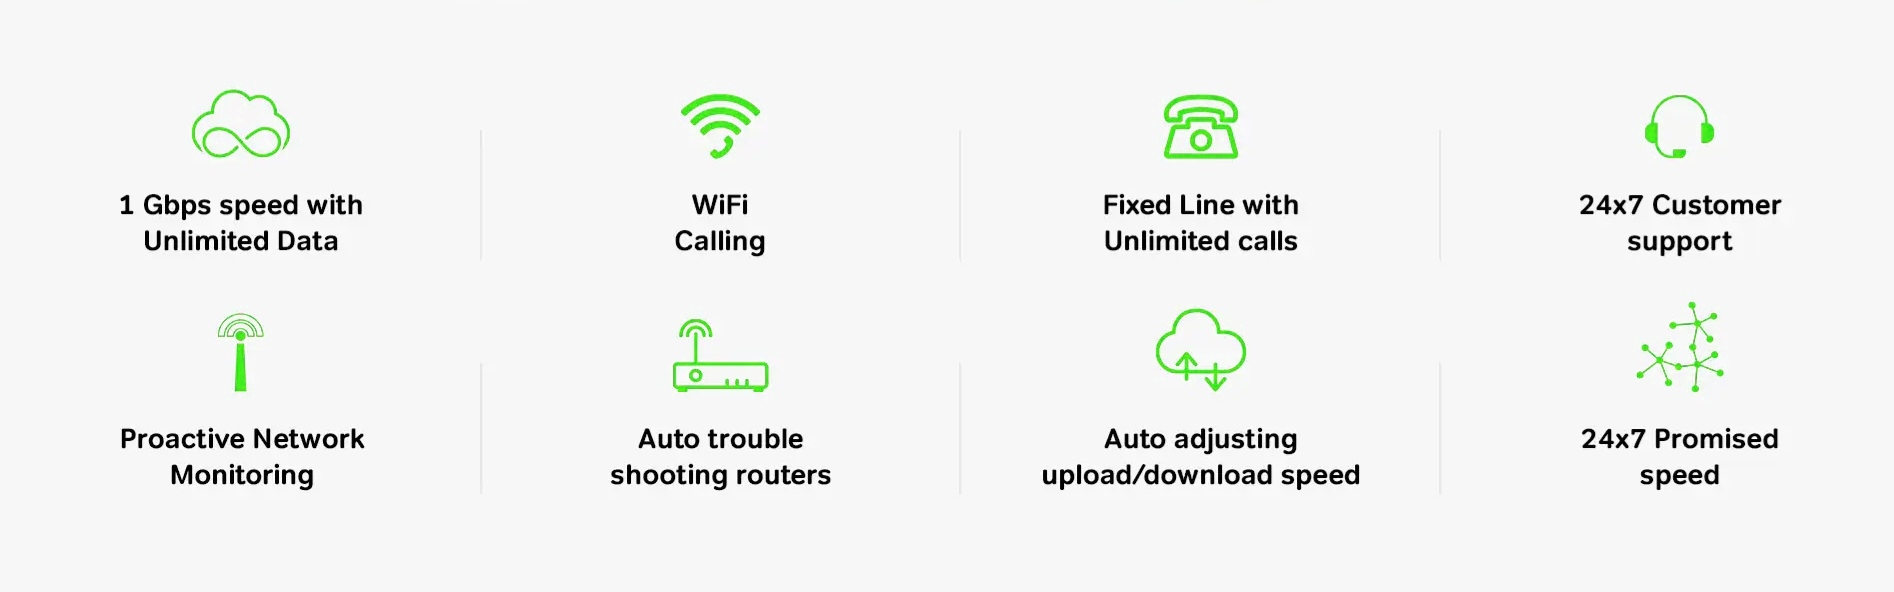 1 Gbps speed with
Unlimited Data
WiFi
Calling
Fixed Line with
Unlimited calls
24x7 Customer
support
Proactive Network
Monitoring
Auto trouble
shooting routers
Auto adjusting
upload/download speed
24x7 Promised
speed